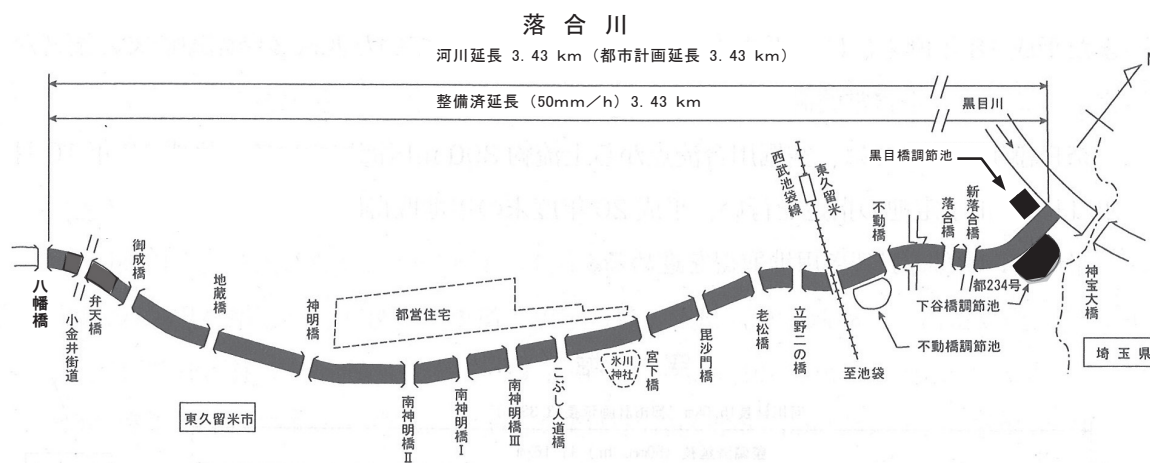 落合川
河川延長 3.43 km（都市計画延長 3.43 km）
整備済延長（50mm／h）3.43 km
N
黒目川
黒目橋調節池
八幡橋
小金井街道
弁天橋
御成橋
地蔵橋
神明橋
都営住宅
南神明橋Ⅱ
南神明橋Ⅰ
南神明橋Ⅲ
こぶし人道橋
氷川
神社
宮下橋
毘沙門橋
老松橋
立野二の橋
西武池袋線
東久留米
至池袋
不動橋
不動橋調節池
落合橋
新落合橋
都234号
下谷橋調節池
神宝大橋
埼玉県
東久留米市